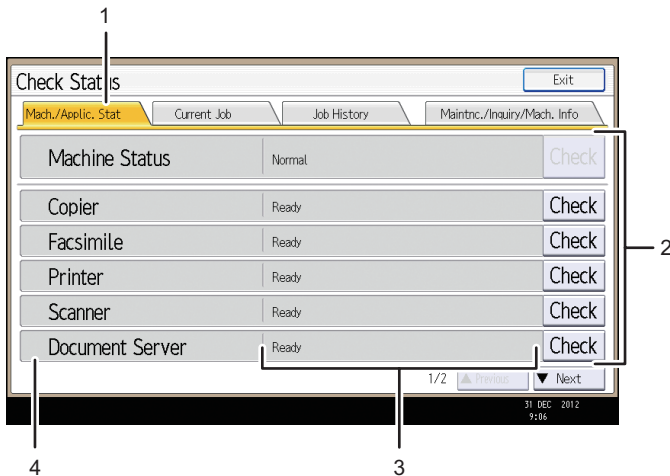 1
Check Status
Exit
Mach./Applic. Stat
Current Job
Job History
Maintnc./Inquiry/Mach. Info
Machine Status
Normal
Check
Copier
Ready
Check
Facsimile
Ready
Check
2
Printer
Ready
Check
Scanner
Ready
Check
Document Server
Ready
Check
1/2
▲ Previous
▼ Next
31 DEC 2012
9:06
4
3